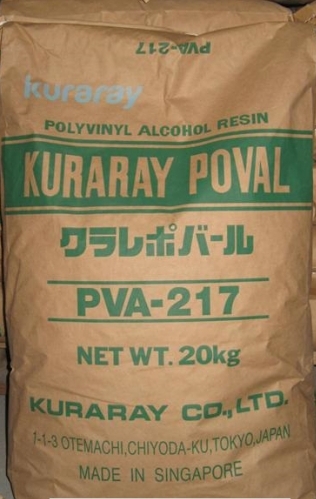 PVA-217
kuraray
POLYVINYL ALCOHOL RESIN
KURARAY POVAL
クラレポバール
PVA-217
NET WT. 20kg
KURARAY CO.,LTD.
1-1-3 OTEMACHI,CHIYODA-KU,TOKYO,JAPAN
MADE IN SINGAPORE